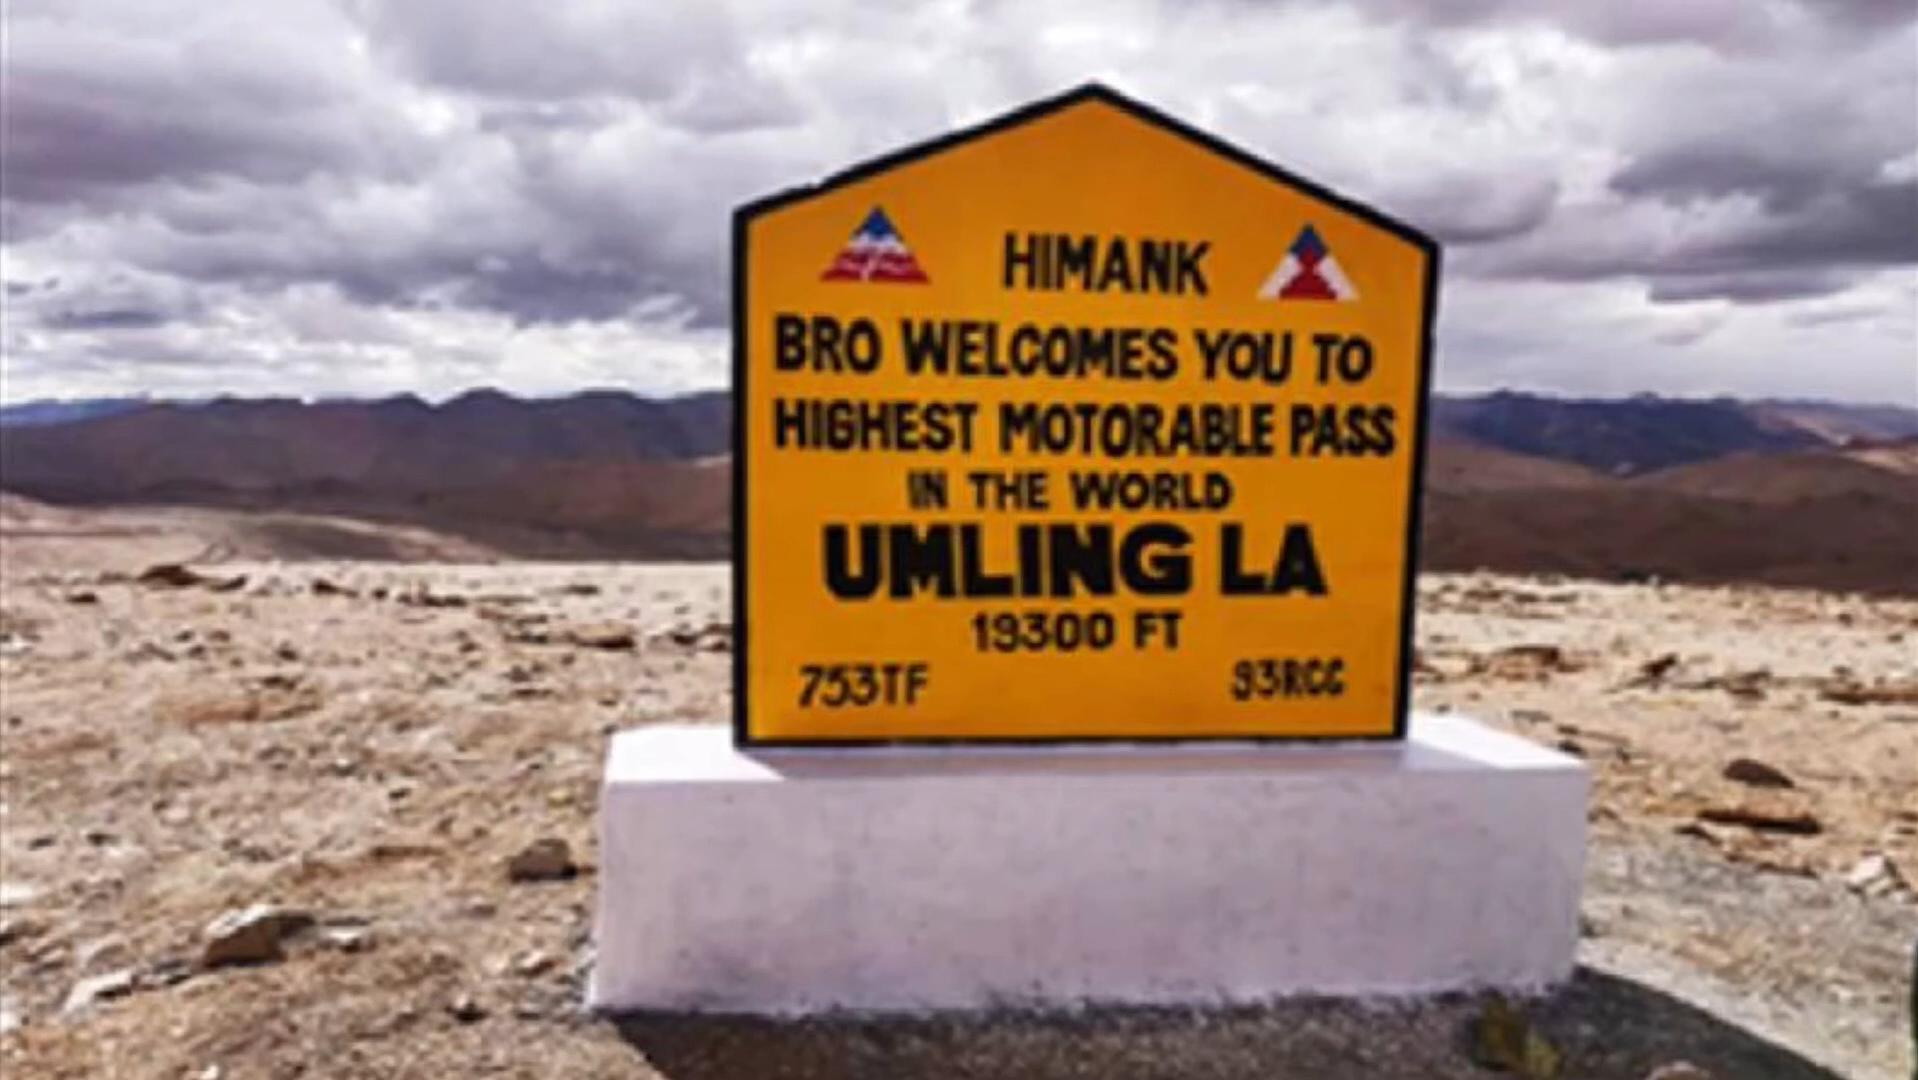 HIMANK
BRO WELCOMES YOU TO
HIGHEST MOTORABLE PASS
IN THE WORLD
UMLING LA
19300 FT
753TF 93RCC